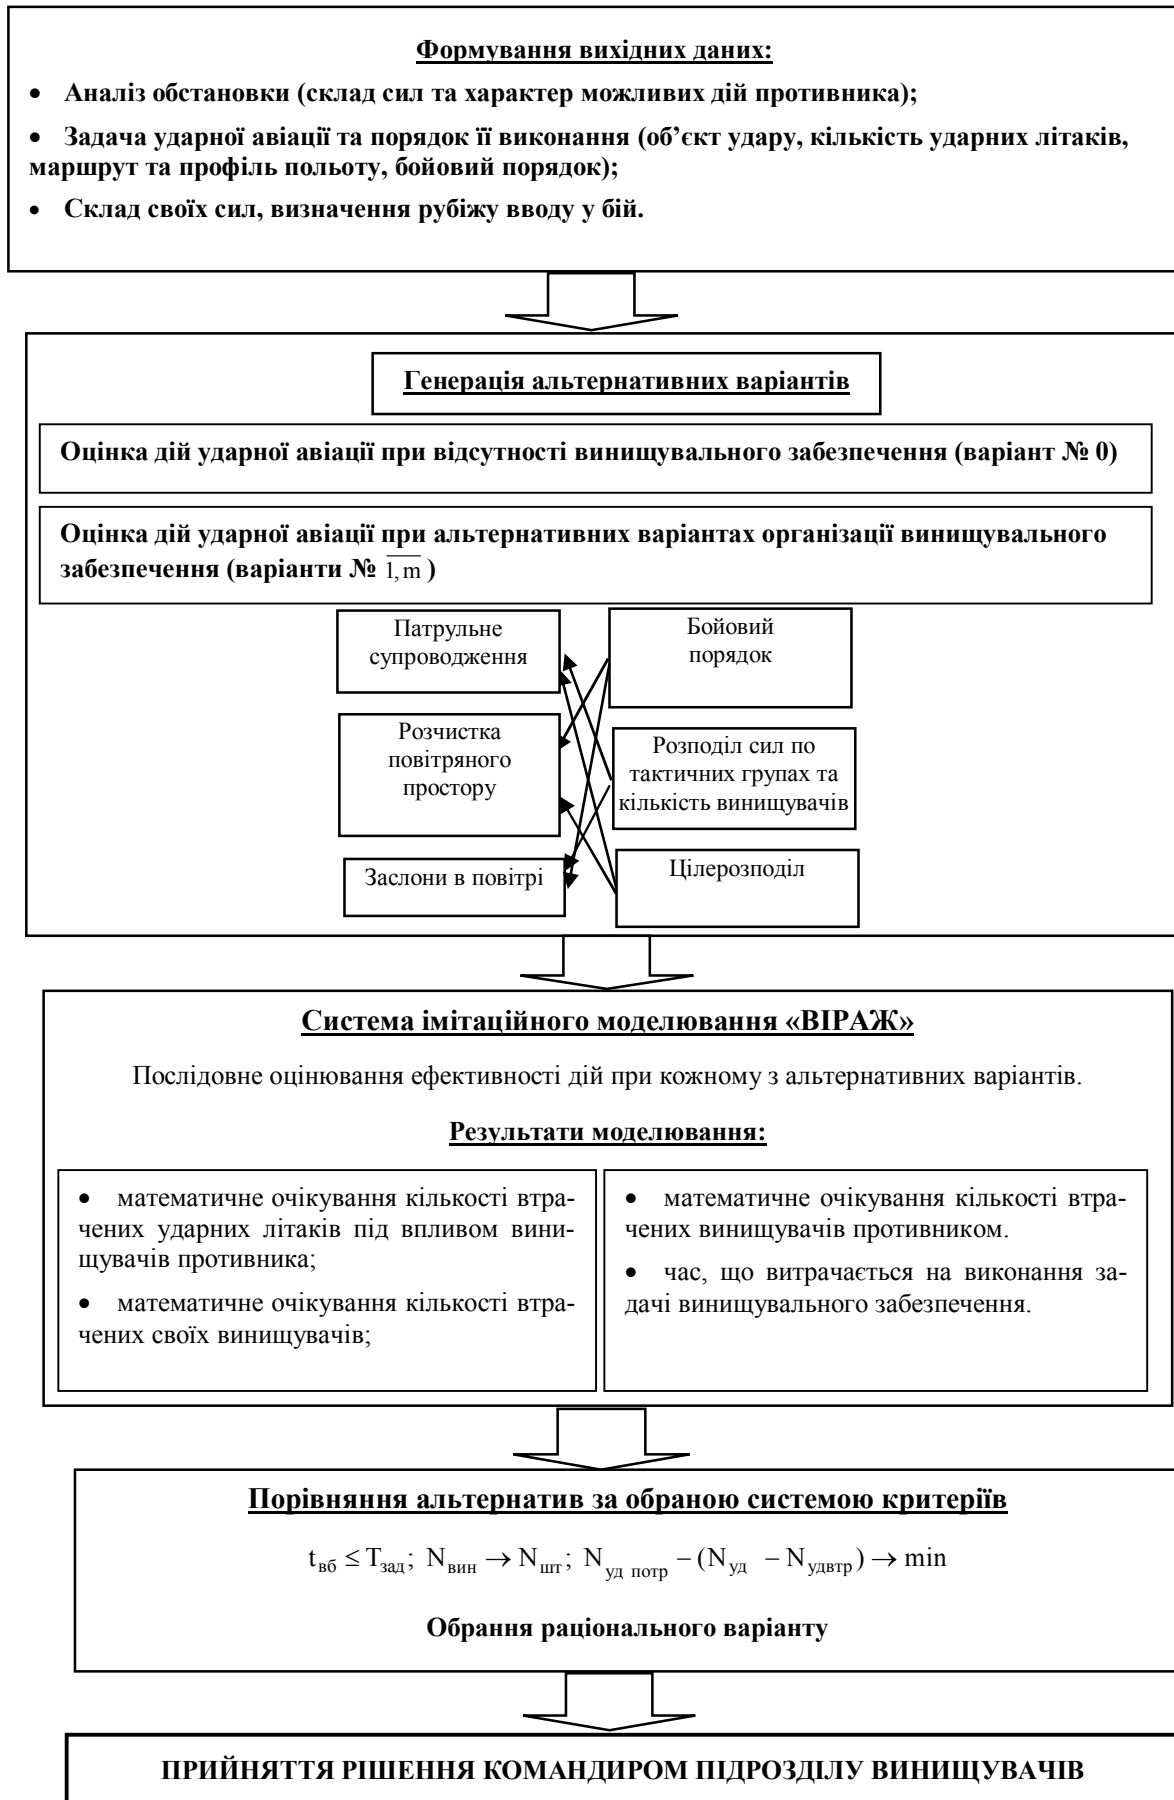 Формування вихідних даних:
• Аналіз обстановки (склад сил та характер можливих дій противника);
• Задача ударної авіації та порядок її виконання (об’єкт удару, кількість ударних літаків,
маршрут та профіль польоту, бойовий порядок);
• Склад своїх сил, визначення рубіжу вводу у бій.
Генерація альтернативних варіантів
Оцінка дій ударної авіації при відсутності винищувального забезпечення (варіант № 0)
Оцінка дій ударної авіації при альтернативних варіантах організації винищувального
забезпечення (варіанти № 1, m )
Патрульне
супроводження
Бойовий
порядок
Розчистка
повітряного
простору
Розподіл сил по
тактичних групах та
кількість винищувачів
Заслони в повітрі
Цілерозподіл
Система імітаційного моделювання «ВІРАЖ»
Послідовне оцінювання ефективності дій при кожному з альтернативних варіантів.
Результати моделювання:
• математичне очікування кількості втра-
чених ударних літаків під впливом вини-
щувачів противника;
• математичне очікування кількості втра-
чених своїх винищувачів;
• математичне очікування кількості втра-
чених винищувачів противником.
• час, що витрачається на виконання за-
дачі винищувального забезпечення.
Порівняння альтернатив за обраною системою критеріїв
t вб ≤ T зад ; N вин → N шт ; N уд потр − (N уд − N удвтр ) → min
Обрання раціонального варіанту
ПРИЙНЯТТЯ РІШЕННЯ КОМАНДИРОМ ПІДРОЗДІЛУ ВИНИЩУВАЧІВ